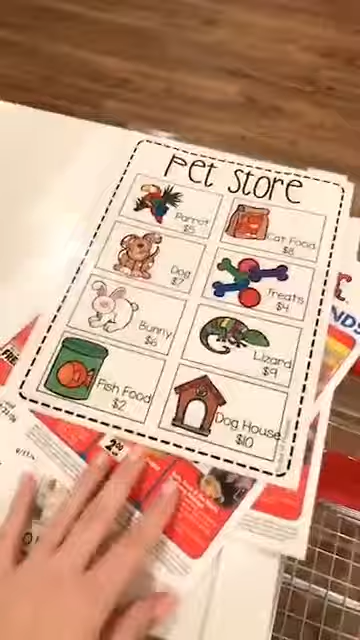 Pet Store
Parrot
$5
Cat Food
$8
Dog
$7
Treats
$4
Bunny
$6
Lizard
$9
Fish Food
$2
Dog House
$10